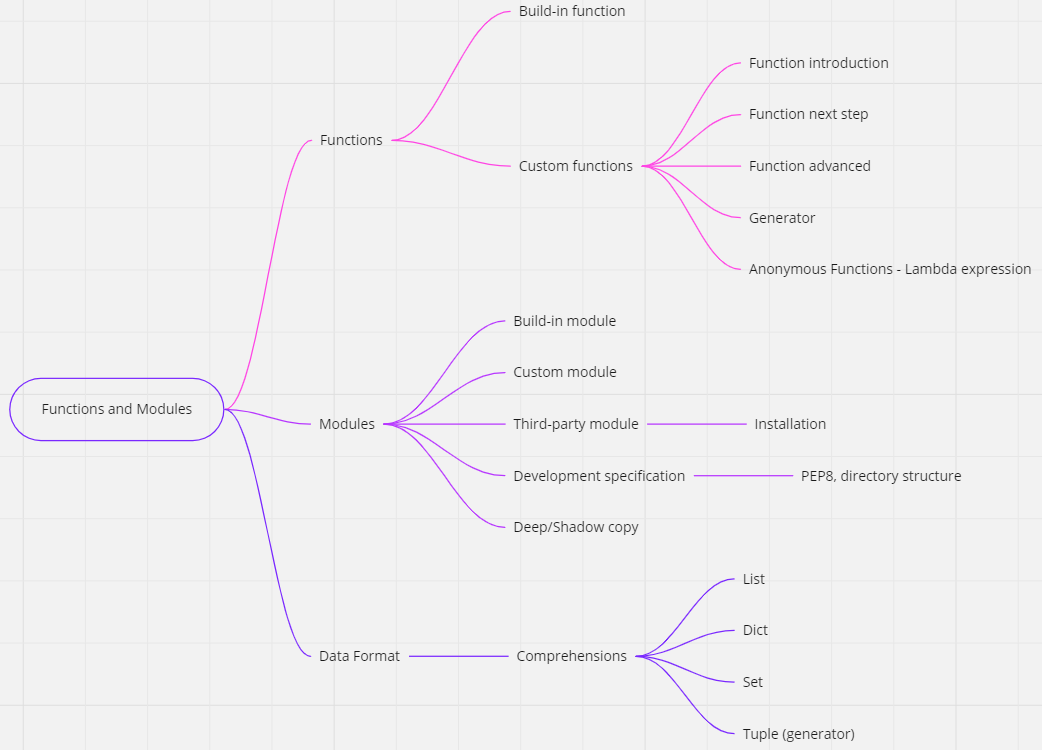 Build-in function
Function introduction
Function next step
Functions
Custom functions
Function advanced
Generator
Anonymous Functions - Lambda expression
Build-in module
Custom module
Functions and Modules
Modules
Third-party module
Installation
Development specification
PEP8, directory structure
Deep/Shadow copy
List
Dict
Data Format
Comprehensions
Set
Tuple (generator)